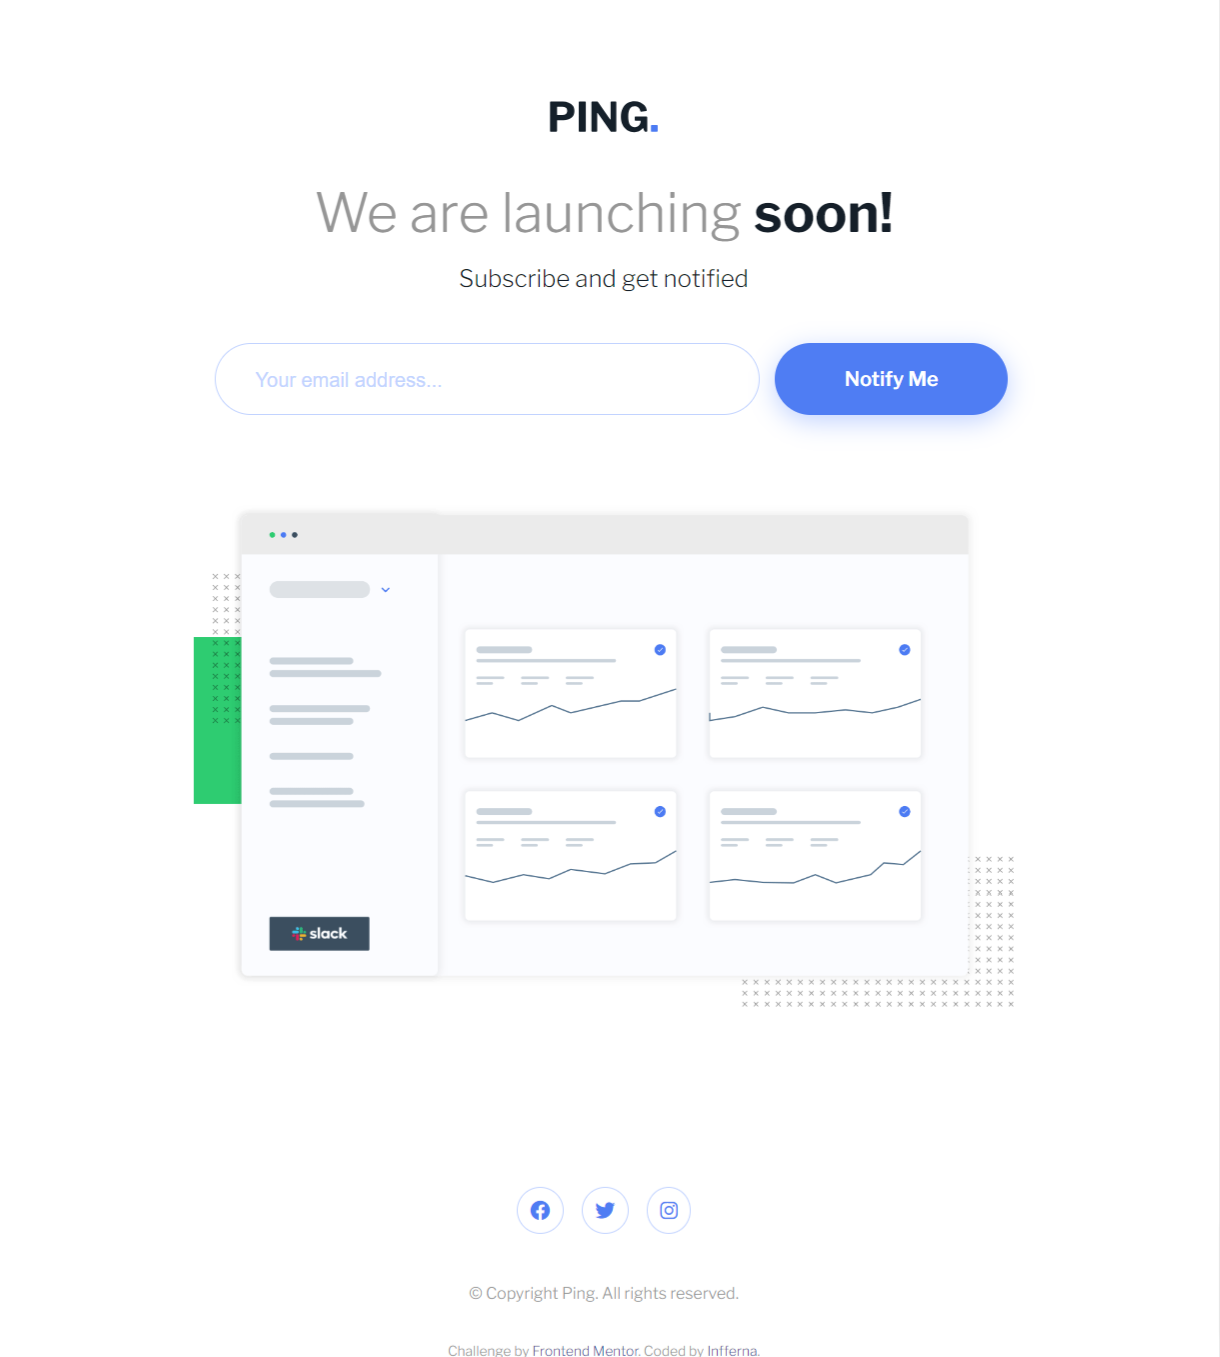 PING.
We are launching soon!
Subscribe and get notified
Your email address...
Notify Me
slack
© Copyright Ping. All rights reserved.
Challenge by Frontend Mentor. Coded by Infferna.